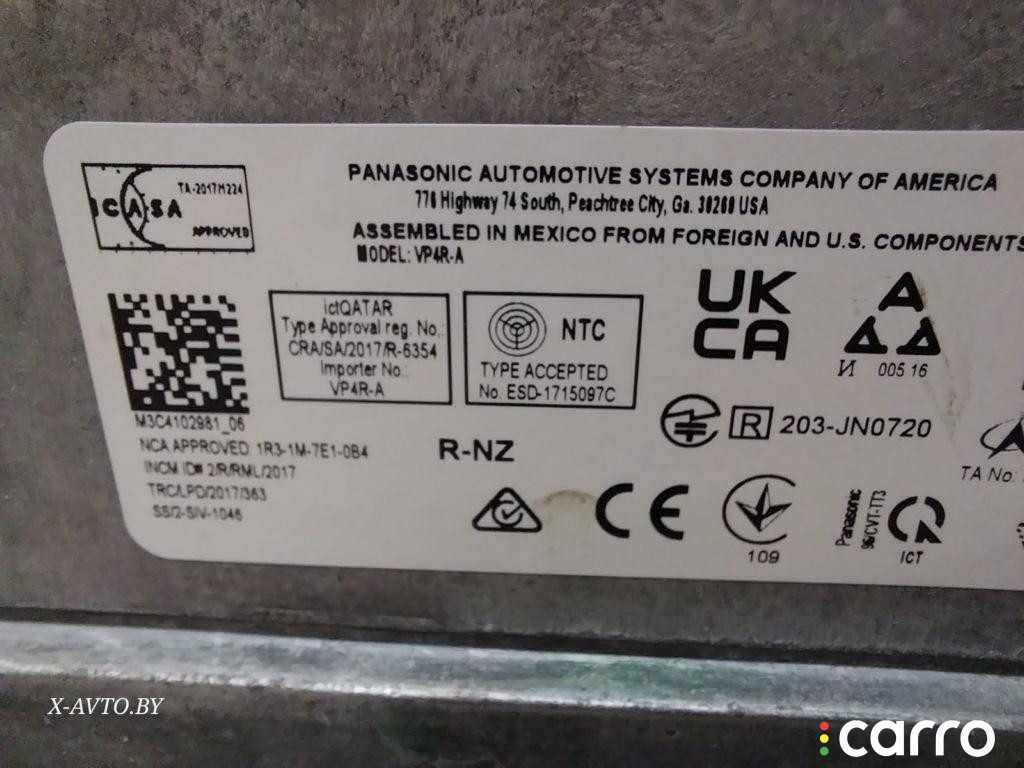 TA-2017/1224
ICASA
APPROVED
PANASONIC AUTOMOTIVE SYSTEMS COMPANY OF AMERICA
776 Highway 74 South, Peachtree City, Ga. 30269 USA
ASSEMBLED IN MEXICO FROM FOREIGN AND U.S. COMPONENTS
MODEL: VP4R-A
ictQATAR
Type Approval reg. No.:
CRA/SA/2017/R-6354
Importer No.:
VP4R-A
NTC
TYPE ACCEPTED
No. ESD-1715097C
UK
CA
И 005 16
M3C4102981_06
NCA APPROVED 1R3-1M-7E1-0B4
INCM ID# 2/R/RML/2017
TRC/LPD/2017/363
SS/2-SIV-1046
R-NZ
R 203-JN0720
TA No.:
CE
109
Panasonic
96/CVT-TT3
ICT
X-AVTO.BY
carro